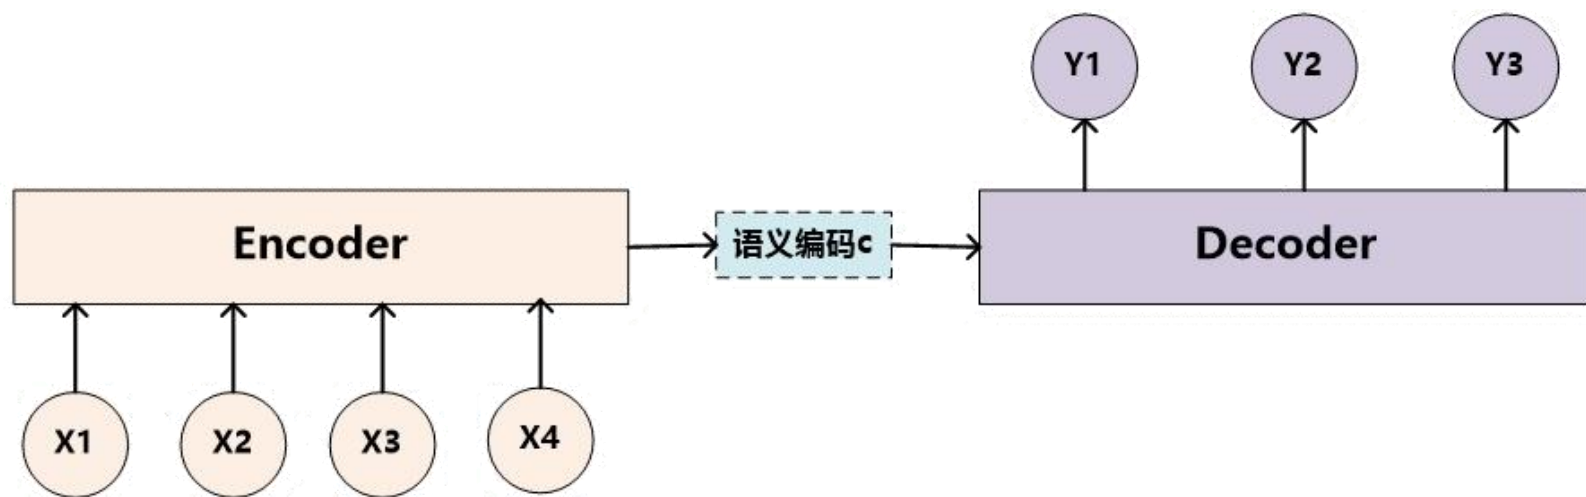 Y1
Y2
Y3
Encoder
语义编码c
Decoder
X1
X2
X3
X4